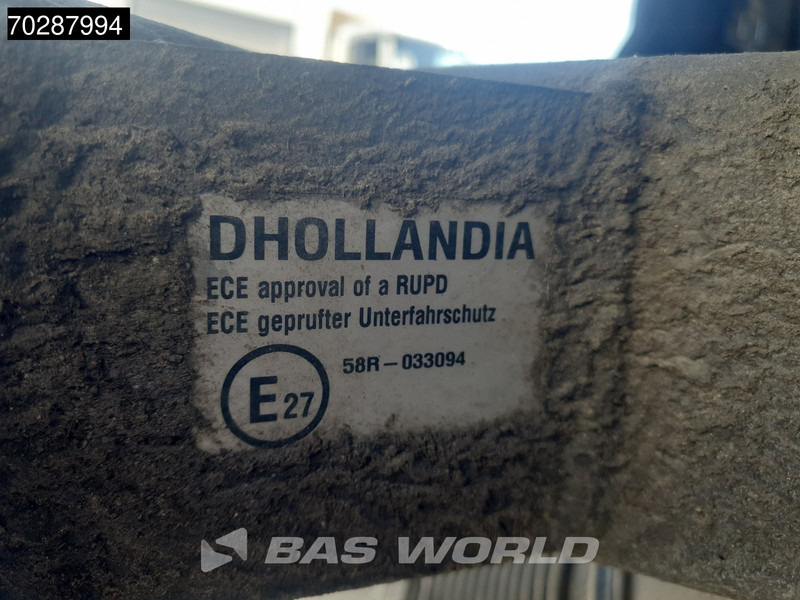 70287994
DHOLLANDIA
ECE approval of a RUPD
ECE geprufter Unterfahrschutz
58R-033094
E27
BAS WORLD